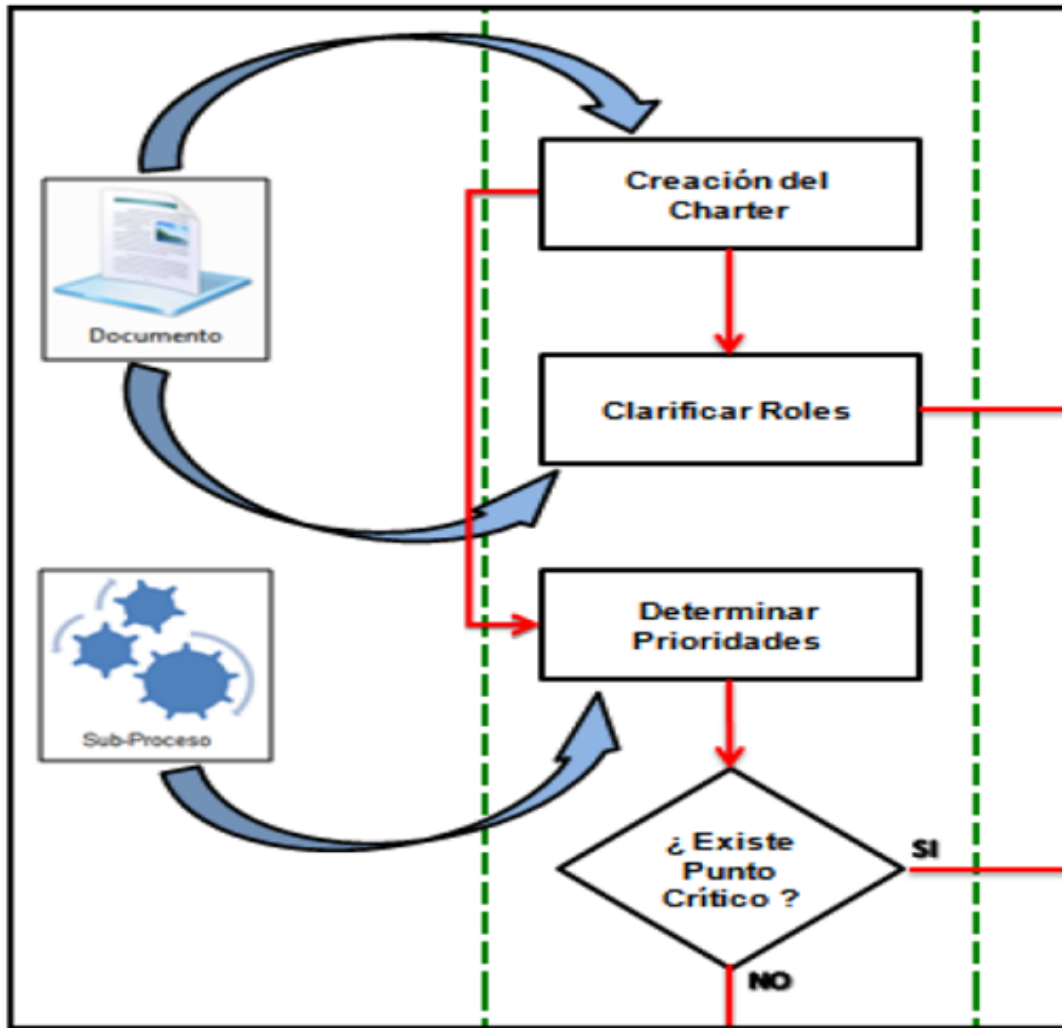 Creación del
Charter
Documento
Clarificar Roles
Determinar
Prioridades
Sub-Proceso
¿ Existe
Punto
Crítico ?
SI
NO